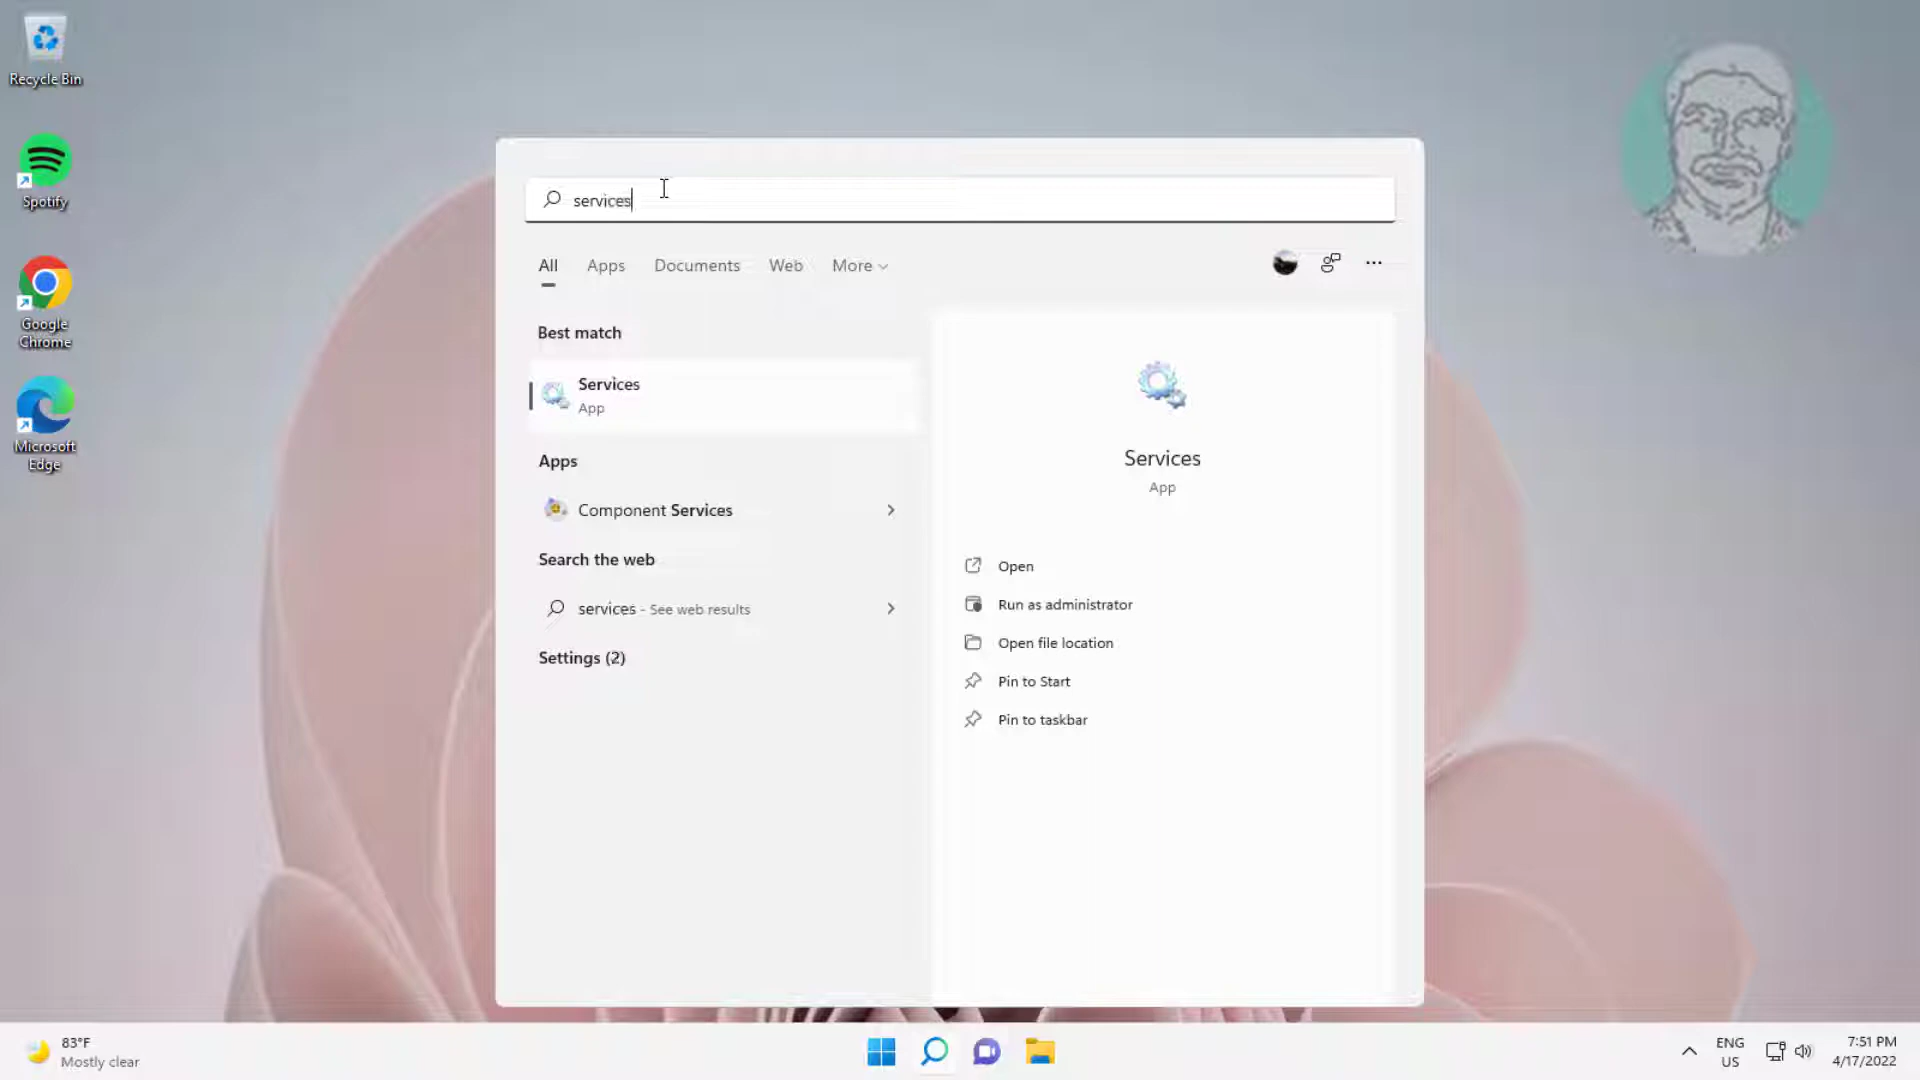 Recycle Bin
Spotify
Google
Chrome
Microsoft
Edge
services
All
Apps
Documents
Web
More
Best match
Services
App
Apps
Component Services
Search the web
services - See web results
Settings (2)
Services
App
Open
Run as administrator
Open file location
Pin to Start
Pin to taskbar
83°F
Mostly clear
ENG
US
7:51 PM
4/17/2022